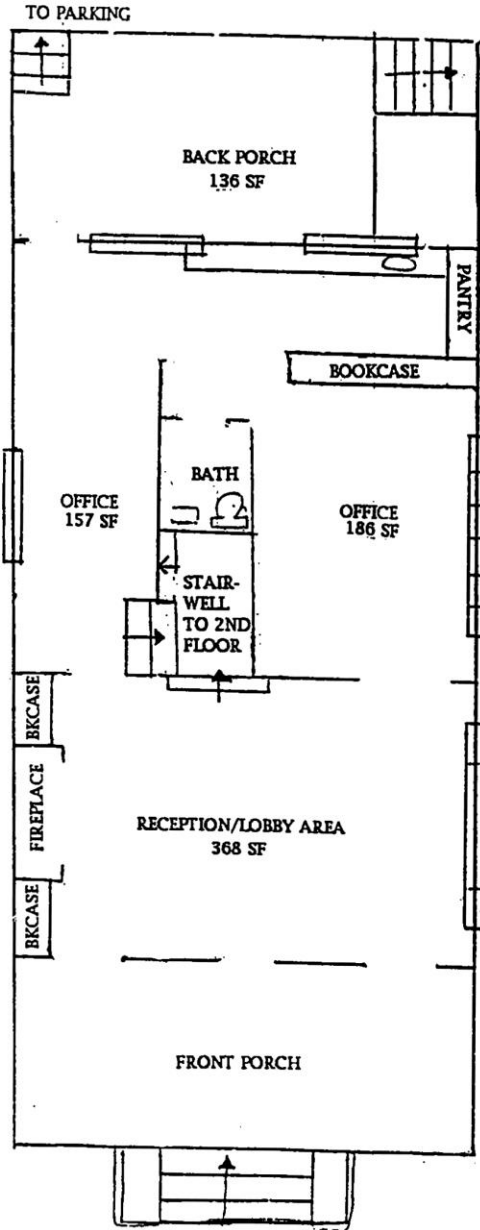 TO PARKING
BACK PORCH
136 SF
PANTRY
BOOKCASE
BATH
OFFICE
157 SF
OFFICE
186 SF
STAIR-
WELL
TO 2ND
FLOOR
BKCASE
FIREPLACE
RECEPTION/LOBBY AREA
368 SF
BKCASE
FRONT PORCH